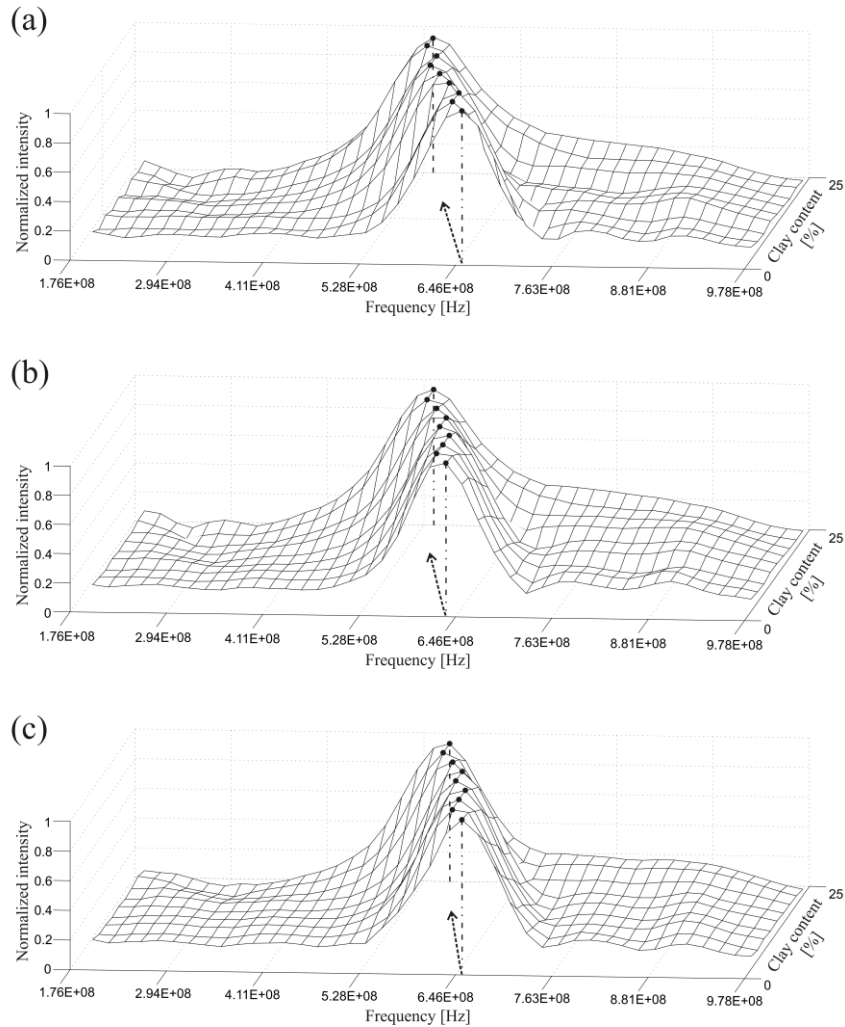 (a)
1
0.8
0.6
0.4
0.2
0
Normalized intensity
1.76E+08
2.94E+08
4.11E+08
5.28E+08
6.46E+08
7.63E+08
8.81E+08
9.78E+08
Frequency [Hz]
25
0
Clay content
[%]
(b)
1
0.8
0.6
0.4
0.2
0
Normalized intensity
1.76E+08
2.94E+08
4.11E+08
5.28E+08
6.46E+08
7.63E+08
8.81E+08
9.78E+08
Frequency [Hz]
25
0
Clay content
[%]
(c)
1
0.8
0.6
0.4
0.2
0
Normalized intensity
1.76E+08
2.94E+08
4.11E+08
5.28E+08
6.46E+08
7.63E+08
8.81E+08
9.78E+08
Frequency [Hz]
25
0
Clay content
[%]